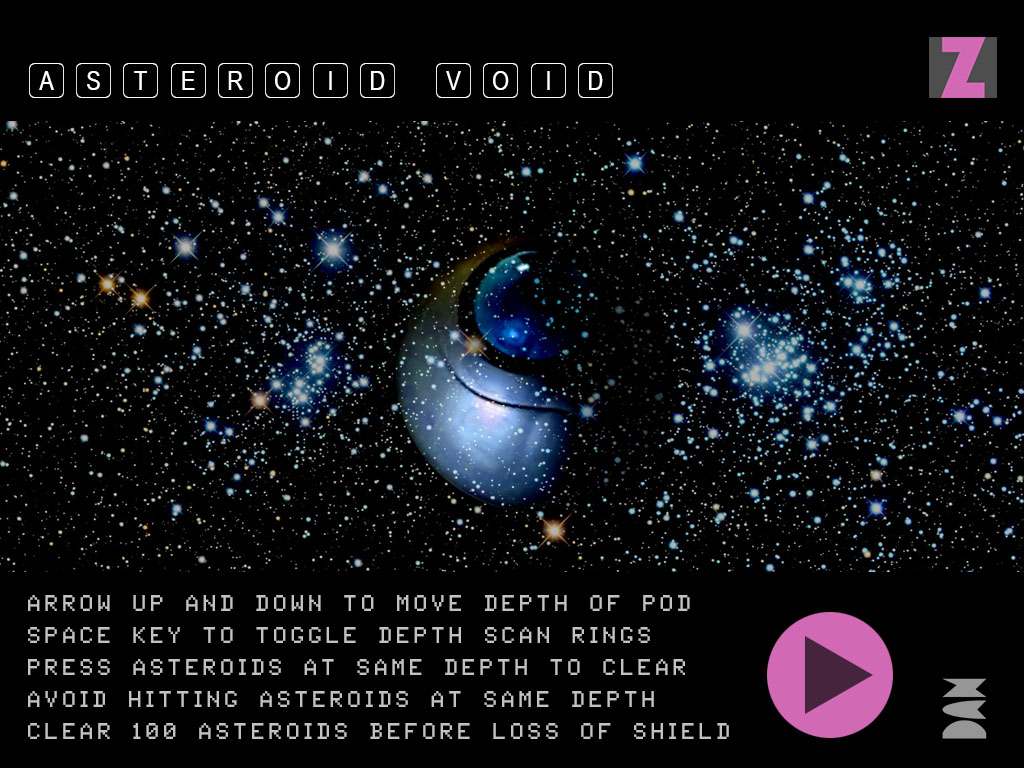 ASTEROID VOID
Z
ARROW UP AND DOWN TO MOVE DEPTH OF POD
SPACE KEY TO TOGGLE DEPTH SCAN RINGS
PRESS ASTEROIDS AT SAME DEPTH TO CLEAR
AVOID HITTING ASTEROIDS AT SAME DEPTH
CLEAR 100 ASTEROIDS BEFORE LOSS OF SHIELD